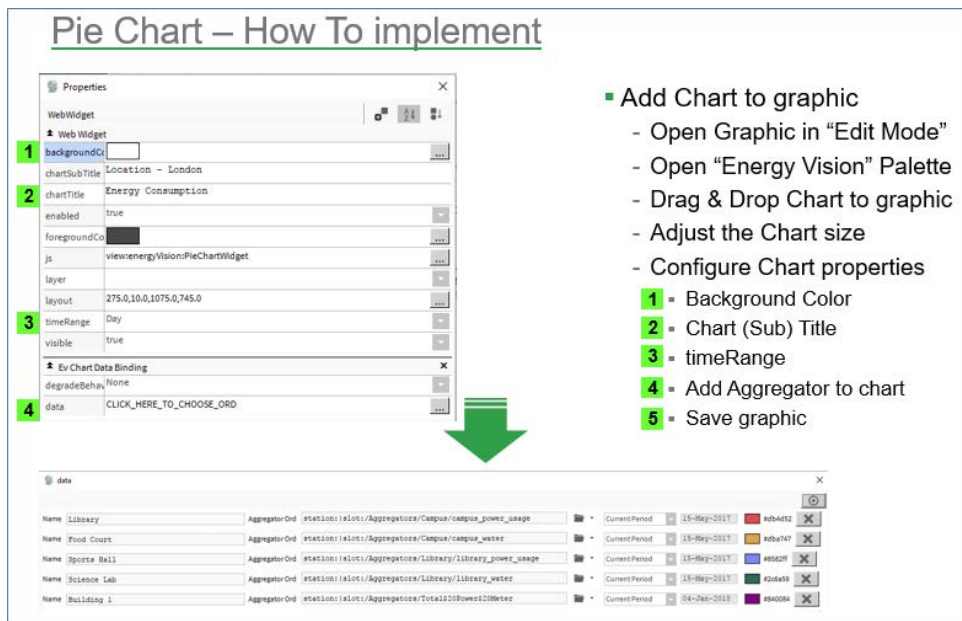 Pie Chart – How To implement
Properties
WebWidget
Web Widget
1 backgroundCo
chartSubTitle Location - London
2 chartTitle Energy Consumption
enabled true
foregroundCo
js view:energyVision:PieChartWidget
layer
layout 275.0,10.0,1075.0,745.0
3 timeRange Day
visible true
Ev Chart Data Binding
degradeBehav None
4 data CLICK_HERE_TO_CHOOSE_ORD
Add Chart to graphic
- Open Graphic in “Edit Mode”
- Open “Energy Vision” Palette
- Drag & Drop Chart to graphic
- Adjust the Chart size
- Configure Chart properties
1 Background Color
2 Chart (Sub) Title
3 timeRange
4 Add Aggregator to chart
5 Save graphic
data
Name Library Aggregator Ord station:|slot:/Aggregators/Campus/campus_power_usage Current Period 15-May-2017 #db4d52
Name Food Court Aggregator Ord station:|slot:/Aggregators/Campus/campus_water Current Period 15-May-2017 #dba747
Name Sports Hall Aggregator Ord station:|slot:/Aggregators/Library/library_power_usage Current Period 15-May-2017 #8582ff
Name Science Lab Aggregator Ord station:|slot:/Aggregators/Library/library_water Current Period 15-May-2017 #2c6a59
Name Building 1 Aggregator Ord station:|slot:/Aggregators/Total$20Power$20Meter Current Period 04-Jan-2018 #840084